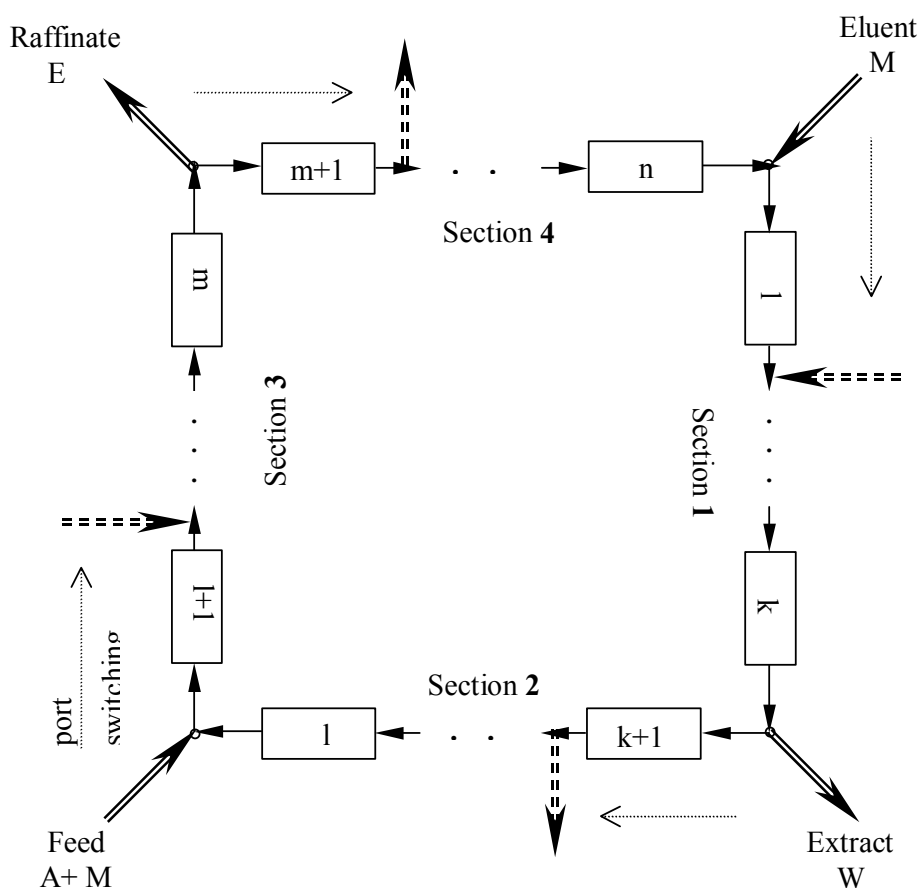 Raffinate
E
Eluent
M
m+1
. .
n
Section 4
m
1
Section 3
. . .
Section 1
. . .
l+1
k
port
switching
Section 2
l
. .
k+1
Feed
A+ M
Extract
W